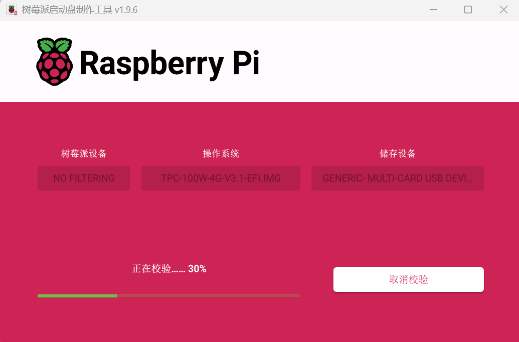 树莓派启动盘制作工具 v1.9.6
Raspberry Pi
树莓派设备 操作系统 储存设备
NO FILTERING TPC-100W-4G-V3.1-EFI.IMG GENERIC- MULTI-CARD USB DEVI...
正在校验…… 30%
取消校验